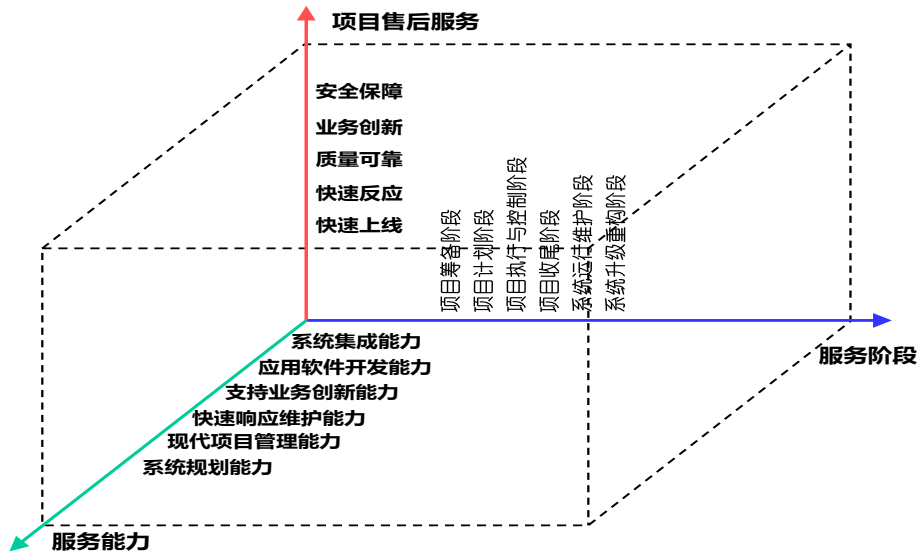 项目售后服务
安全保障
业务创新
质量可靠
快速反应
快速上线
项目筹备阶段
项目计划阶段
项目执行与控制阶段
项目收尾阶段
系统运行维护阶段
系统升级重构阶段
服务阶段
系统集成能力
应用软件开发能力
支持业务创新能力
快速响应维护能力
现代项目管理能力
系统规划能力
服务能力